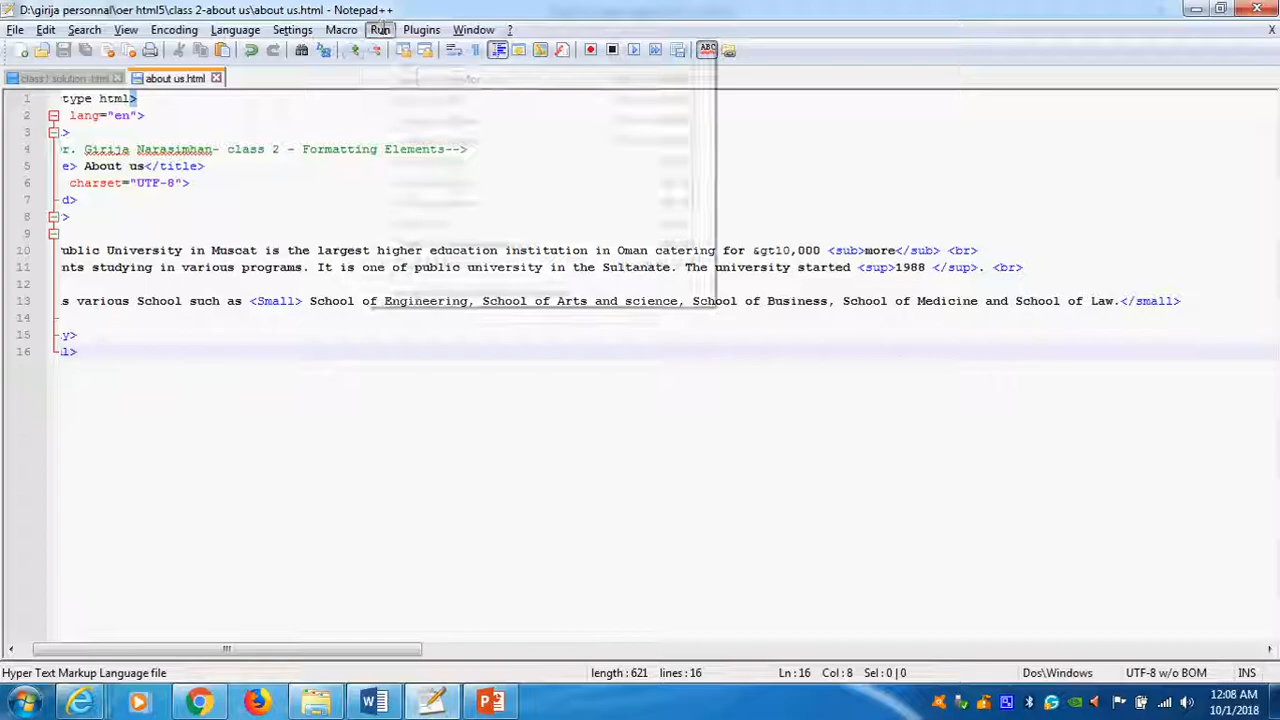 D:\girija personnal\oer html5\class 2-about us\about us.html - Notepad++
File Edit Search View Encoding Language Settings Macro Run Plugins Window ? X
class1 solution .html about us.html
1 type html>
2 lang="en">
3 >
4 r. Girija Narasimhan- class 2 - Formatting Elements-->
5 e> About us</title>
6 charset="UTF-8">
7 d>
8 >
9
10 ublic University in Muscat is the largest higher education institution in Oman catering for &gt10,000 <sub>more</sub> <br>
11 nts studying in various programs. It is one of public university in the Sultanate. The university started <sup>1988 </sup>. <br>
12
13 s various School such as <Small> School of Engineering, School of Arts and science, School of Business, School of Medicine and School of Law.</small>
14
15 y>
16 l>
Hyper Text Markup Language file length : 621 lines : 16 Ln : 16 Col : 8 Sel : 0 | 0 Dos\Windows UTF-8 w/o BOM INS
12:08 AM
10/1/2018